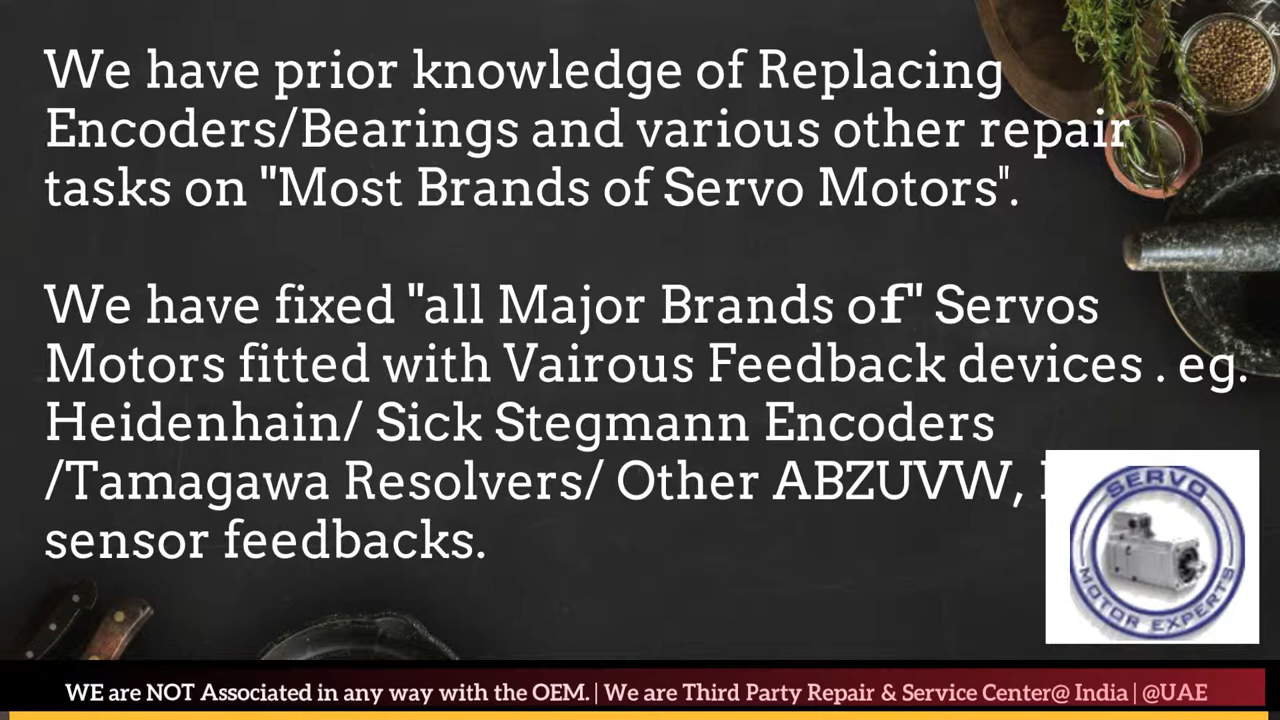 We have prior knowledge of Replacing
Encoders/Bearings and various other repair
tasks on "Most Brands of Servo Motors".
We have fixed "all Major Brands of" Servos
Motors fitted with Vairous Feedback devices . eg.
Heidenhain/ Sick Stegmann Encoders
/Tamagawa Resolvers/ Other ABZUVW,
sensor feedbacks.
SERVO
MOTOR EXPERTS
WE are NOT Associated in any way with the OEM. | We are Third Party Repair & Service Center@ India | @UAE